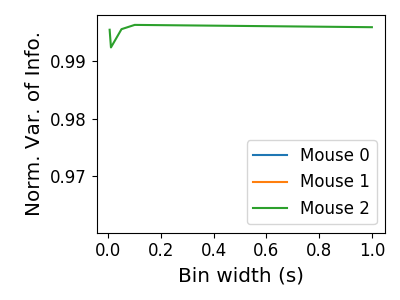 Norm. Var. of Info.
0.99
0.98
0.97
Mouse 0
Mouse 1
Mouse 2
0.0 0.2 0.4 0.6 0.8 1.0
Bin width (s)